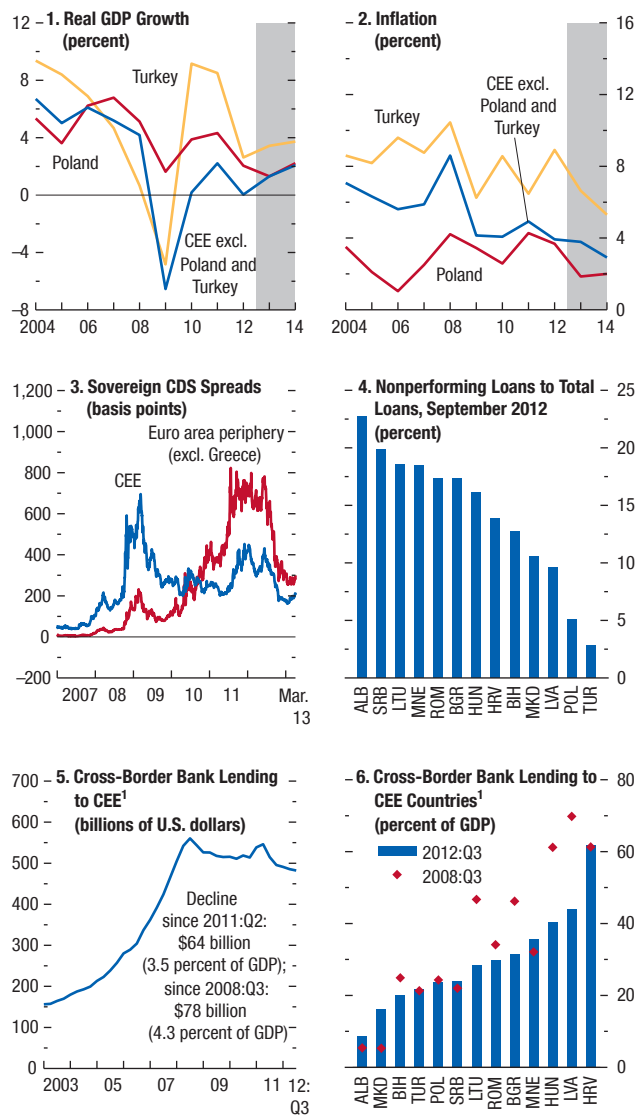 1. Real GDP Growth
(percent)
12
8
4
0
–4
–8
Turkey
Poland
CEE excl.
Poland and
Turkey
2004 06 08 10 12 14
2. Inflation
(percent)
16
12
8
4
0
CEE excl.
Poland and
Turkey
Turkey
Poland
2004 06 08 10 12 14
3. Sovereign CDS Spreads
(basis points)
1,200
1,000
800
600
400
200
0
–200
Euro area periphery
(excl. Greece)
CEE
2007 08 09 10 11 Mar.
13
4. Nonperforming Loans to Total
Loans, September 2012
(percent)
25
20
15
10
5
0
ALB SRB LTU MNE ROM BGR HUN HRV BIH MKD LVA POL TUR
5. Cross-Border Bank Lending
to CEE¹
(billions of U.S. dollars)
700
600
500
400
300
200
100
0
Decline
since 2011:Q2:
$64 billion
(3.5 percent of GDP);
since 2008:Q3:
$78 billion
(4.3 percent of GDP)
2003 05 07 09 11 12:
Q3
6. Cross-Border Bank Lending to
CEE Countries¹
(percent of GDP)
2012:Q3
2008:Q3
80
60
40
20
0
ALB MKD BIH TUR POL SRB LTU ROM BGR MNE HUN LVA HRV